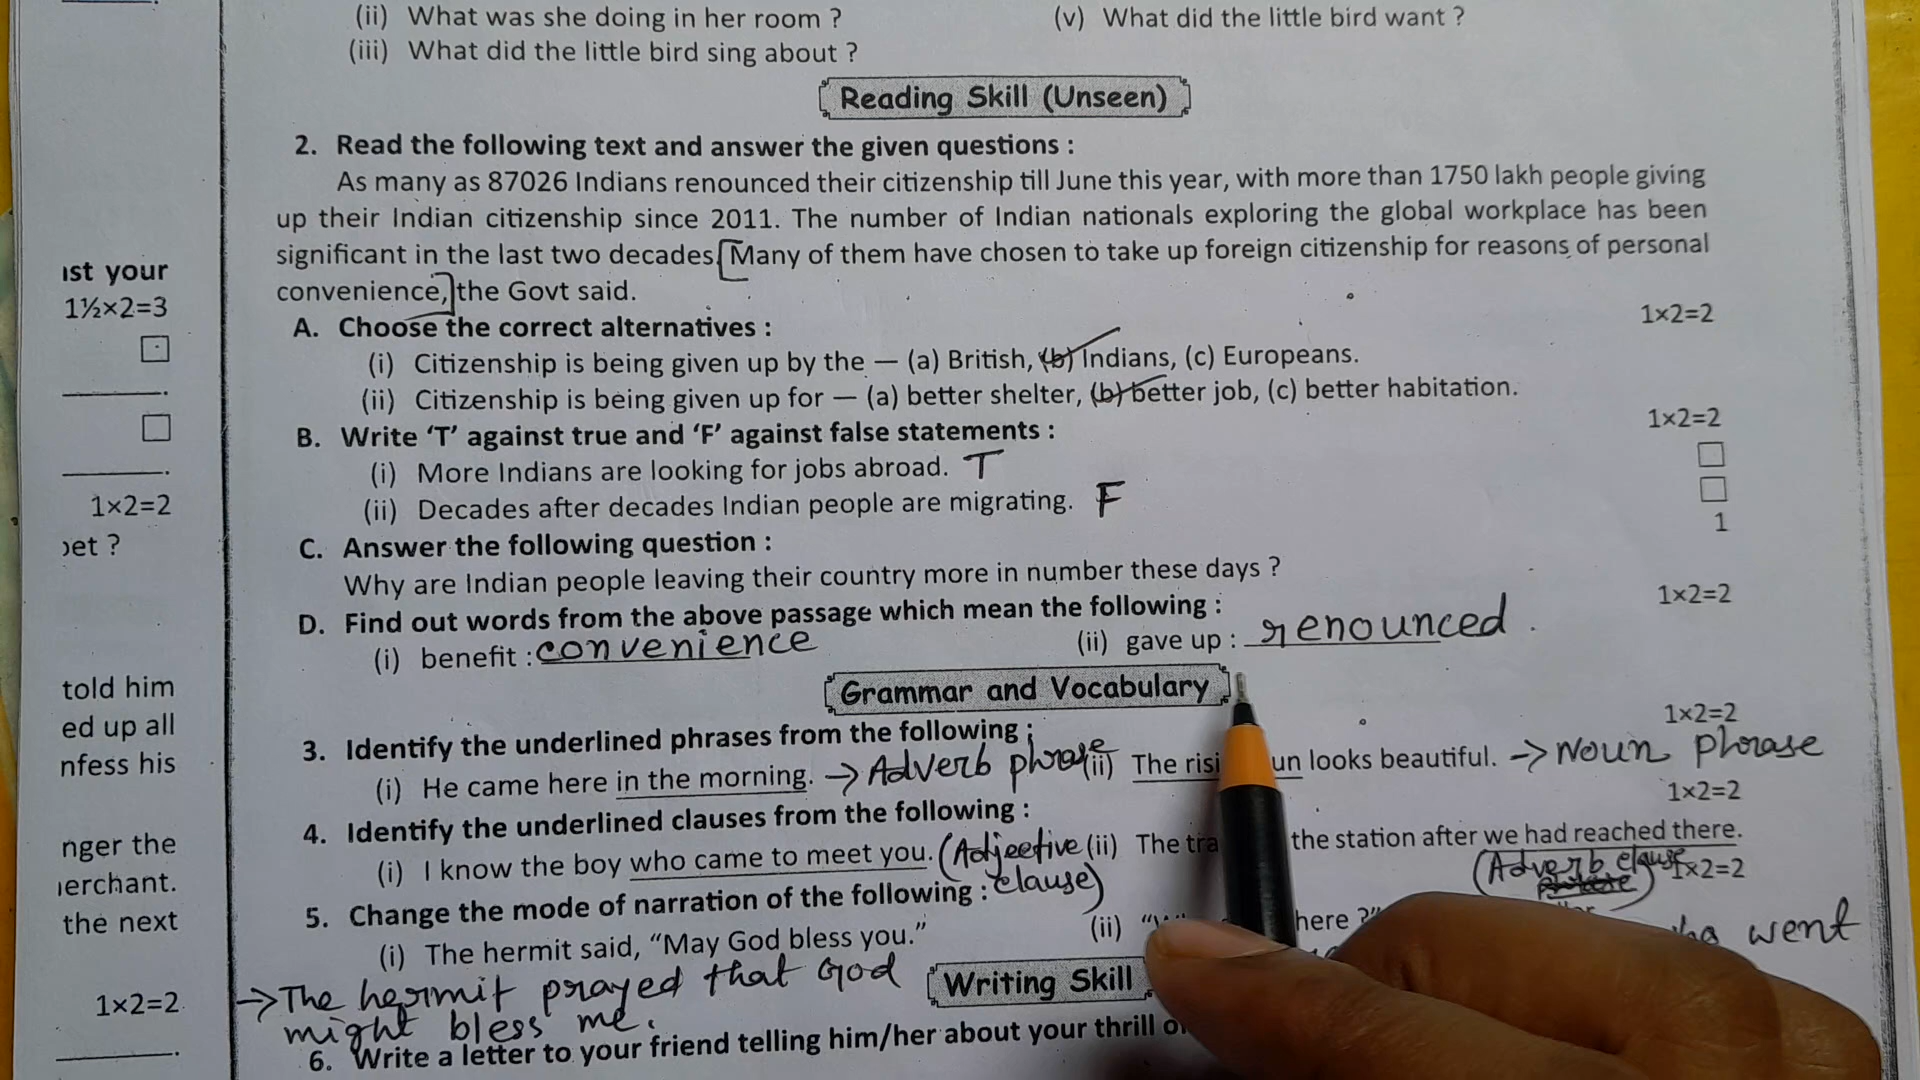 (ii) What was she doing in her room ? (v) What did the little bird want ?
(iii) What did the little bird sing about ?
Reading Skill (Unseen)
2. Read the following text and answer the given questions :
As many as 87026 Indians renounced their citizenship till June this year, with more than 1750 lakh people giving
up their Indian citizenship since 2011. The number of Indian nationals exploring the global workplace has been
significant in the last two decades. Many of them have chosen to take up foreign citizenship for reasons of personal
convenience, the Govt said.
A. Choose the correct alternatives : 1×2=2
(i) Citizenship is being given up by the — (a) British, (b) Indians, (c) Europeans.
(ii) Citizenship is being given up for — (a) better shelter, (b) better job, (c) better habitation.
B. Write ‘T’ against true and ‘F’ against false statements : 1×2=2
(i) More Indians are looking for jobs abroad. T
(ii) Decades after decades Indian people are migrating. F
C. Answer the following question : 1
Why are Indian people leaving their country more in number these days ?
D. Find out words from the above passage which mean the following : 1×2=2
(i) benefit : convenience (ii) gave up : renounced.
Grammar and Vocabulary
3. Identify the underlined phrases from the following : 1×2=2
(i) He came here in the morning. → Adverb phrase (ii) The risi un looks beautiful. → Noun phrase
4. Identify the underlined clauses from the following : 1×2=2
(i) I know the boy who came to meet you. (Adjective (ii) The tra the station after we had reached there.
clause) (Adverb clause)
5. Change the mode of narration of the following : 1×2=2
(i) The hermit said, “May God bless you.” (ii) here ?”
went
→ The hermit prayed that God
might bless me.
Writing Skill
6. Write a letter to your friend telling him/her about your thrill
ıst your
1½×2=3
1×2=2
et ?
told him
ed up all
nfess his
nger the
erchant.
the next
1×2=2